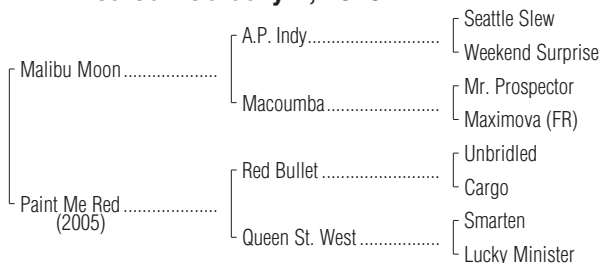 Seattle Slew
A.P. Indy
Weekend Surprise
Malibu Moon
Mr. Prospector
Macoumba
Maximova (FR)
Unbridled
Red Bullet
Cargo
Paint Me Red
(2005)
Smarten
Queen St. West
Lucky Minister